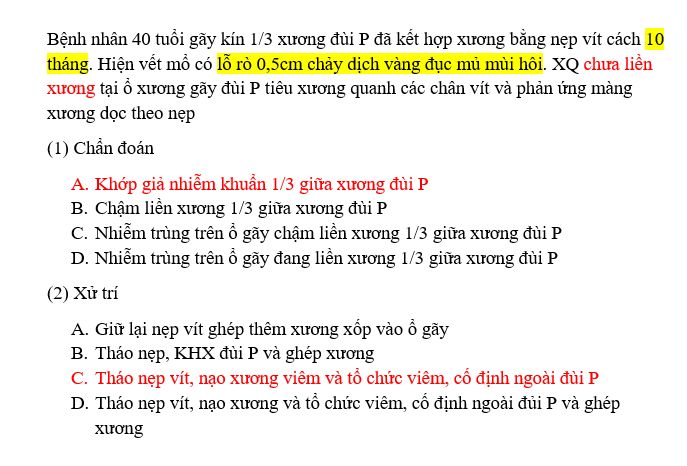 Bệnh nhân 40 tuổi gãy kín 1/3 xương đùi P đã kết hợp xương bằng nẹp vít cách 10
tháng. Hiện vết mổ có lỗ rò 0,5cm chảy dịch vàng đục mủ mùi hôi. XQ chưa liền
xương tại ổ xương gãy đùi P tiêu xương quanh các chân vít và phản ứng màng
xương dọc theo nẹp
(1) Chẩn đoán
A. Khớp giả nhiễm khuẩn 1/3 giữa xương đùi P
B. Chậm liền xương 1/3 giữa xương đùi P
C. Nhiễm trùng trên ổ gãy chậm liền xương 1/3 giữa xương đùi P
D. Nhiễm trùng trên ổ gãy đang liền xương 1/3 giữa xương đùi P
(2) Xử trí
A. Giữ lại nẹp vít ghép thêm xương xốp vào ổ gãy
B. Tháo nẹp, KHX đùi P và ghép xương
C. Tháo nẹp vít, nạo xương viêm và tổ chức viêm, cố định ngoài đùi P
D. Tháo nẹp vít, nạo xương và tổ chức viêm, cố định ngoài đùi P và ghép
xương